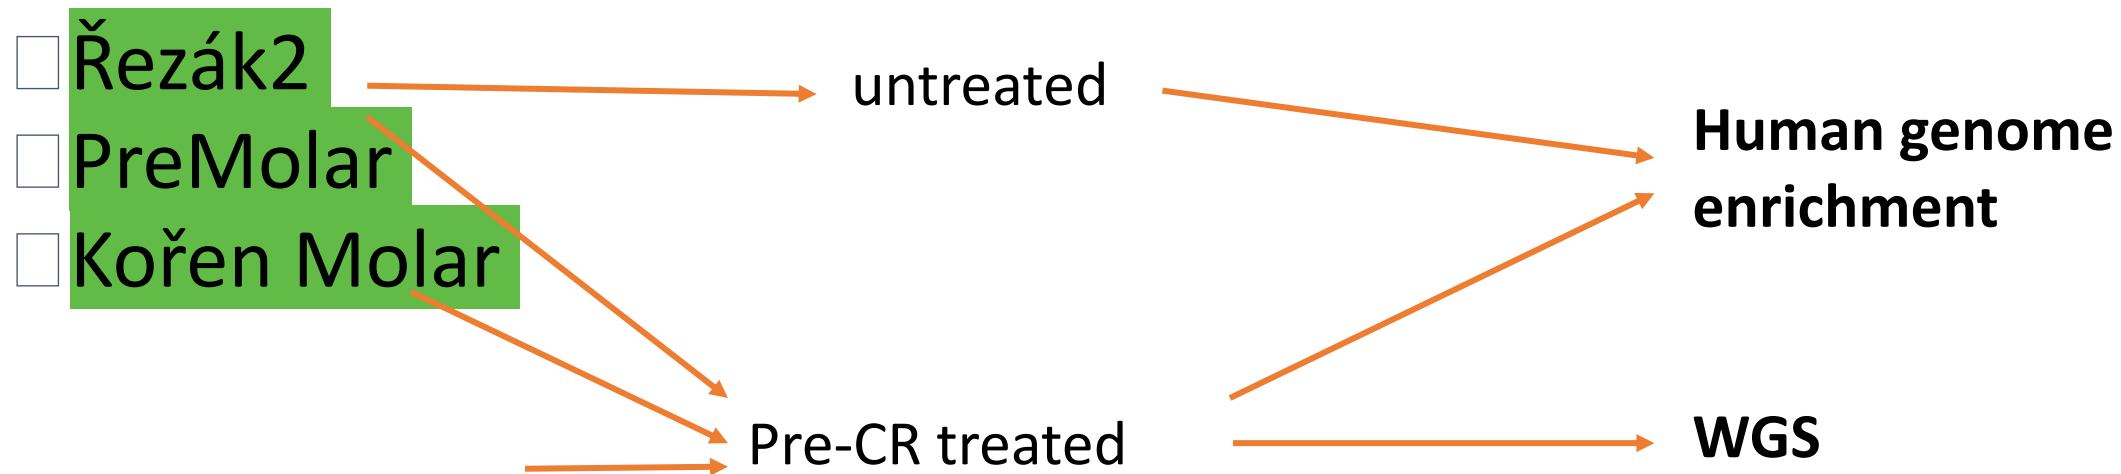 Řezák2
PreMolar
Kořen Molar
untreated
Pre-CR treated
Human genome
enrichment
WGS